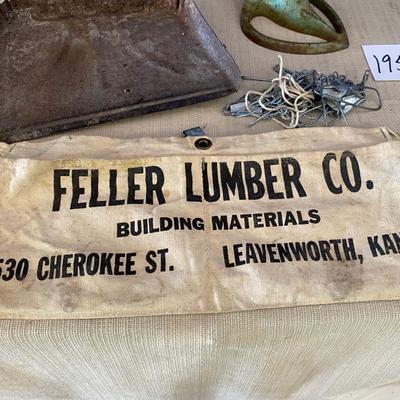 195
FELLER LUMBER CO.
BUILDING MATERIALS
530 CHEROKEE ST. LEAVENWORTH, KAN